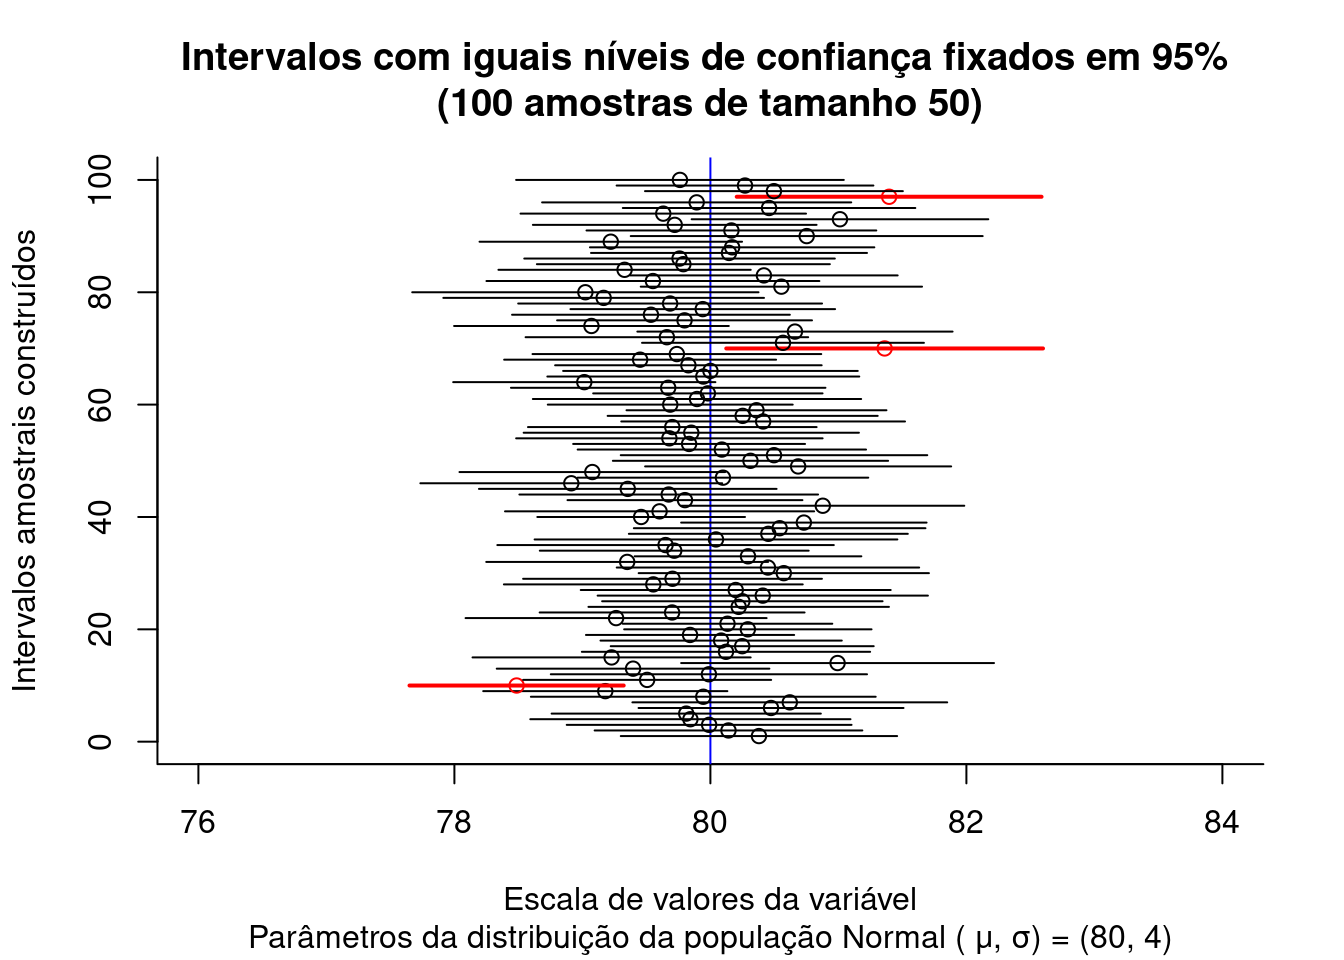 Intervalos com iguais níveis de confiança fixados em 95%
(100 amostras de tamanho 50)
Intervalos amostrais construídos
100
80
60
40
20
0
76 78 80 82 84
Escala de valores da variável
Parâmetros da distribuição da população Normal ( μ, σ) = (80, 4)